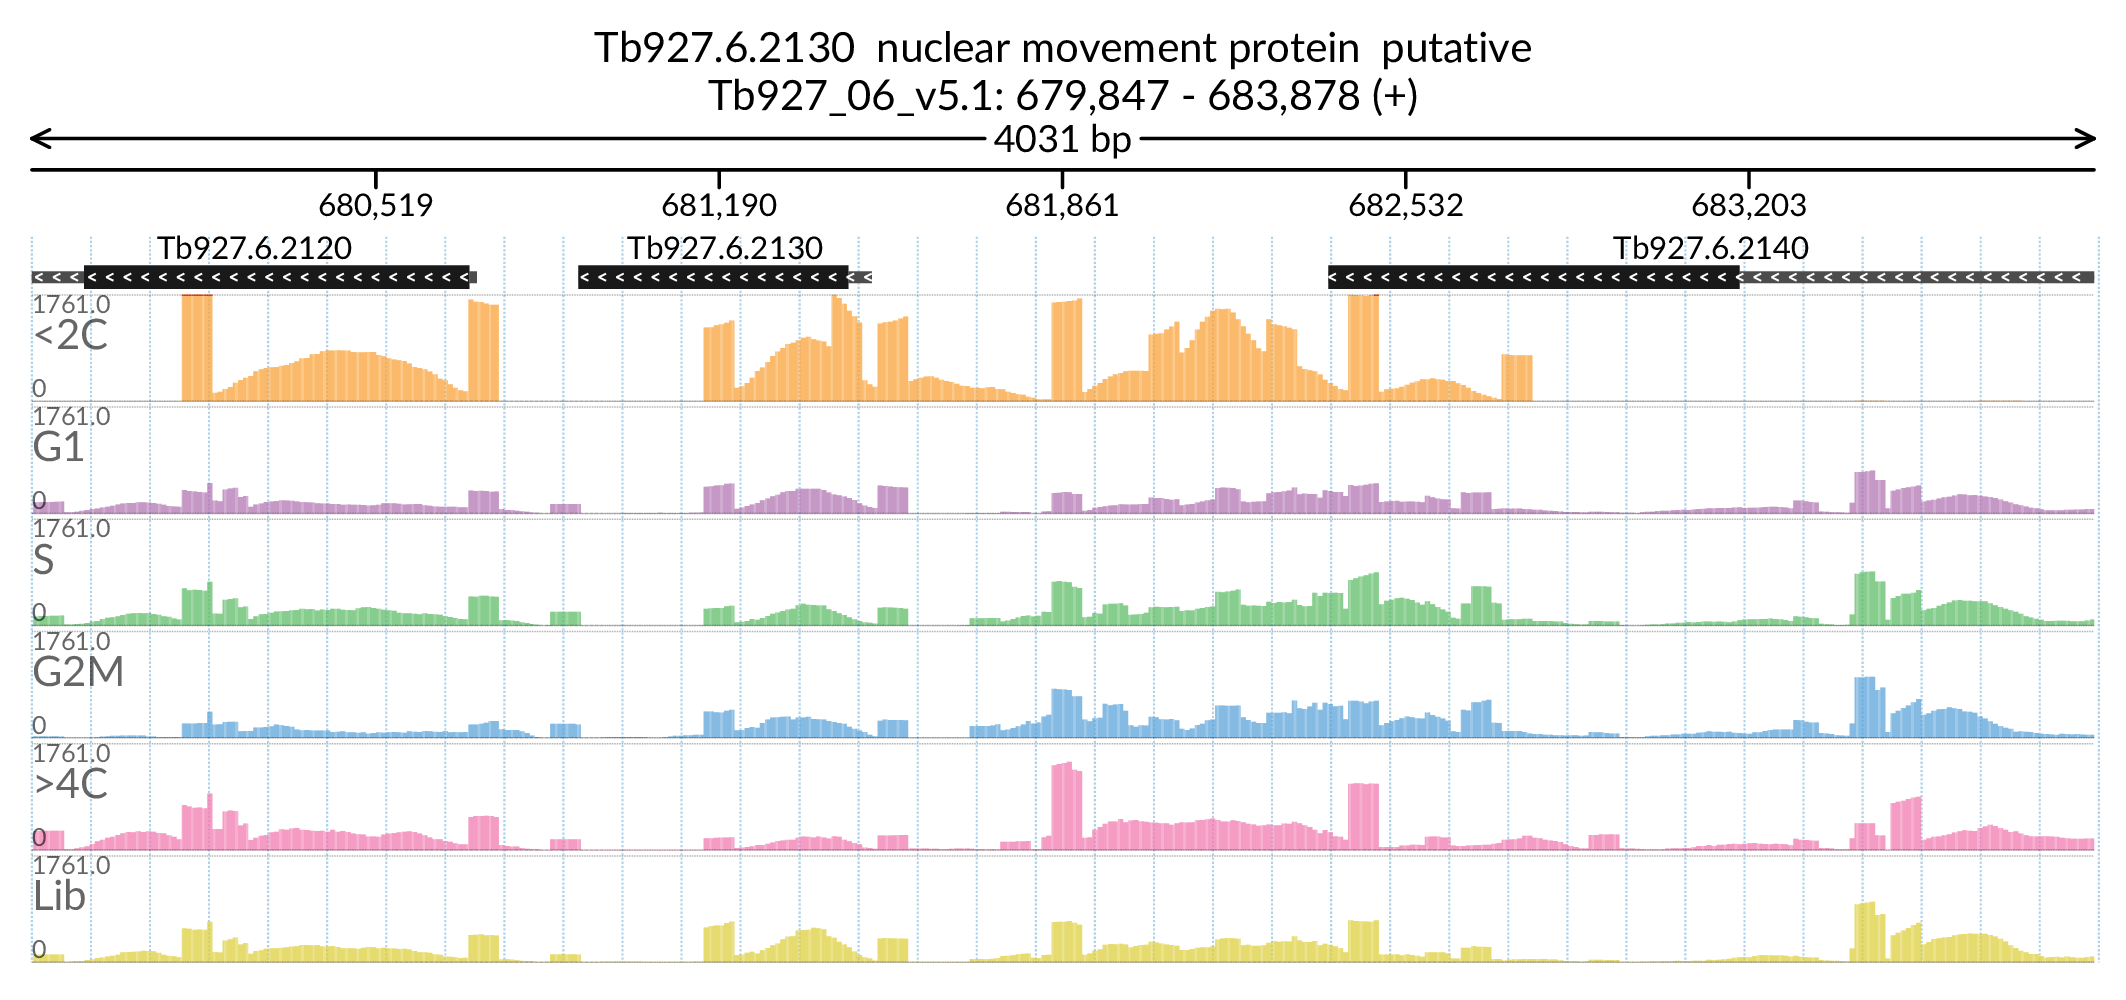 Tb927.6.2130  nuclear movement protein  putative
Tb927_06_v5.1: 679,847 - 683,878 (+)
4031 bp
680,519 681,190 681,861 682,532 683,203
Tb927.6.2120 Tb927.6.2130 Tb927.6.2140
1761.0
<2C
0
1761.0
G1
0
1761.0
S
0
1761.0
G2M
0
1761.0
>4C
0
1761.0
Lib
0